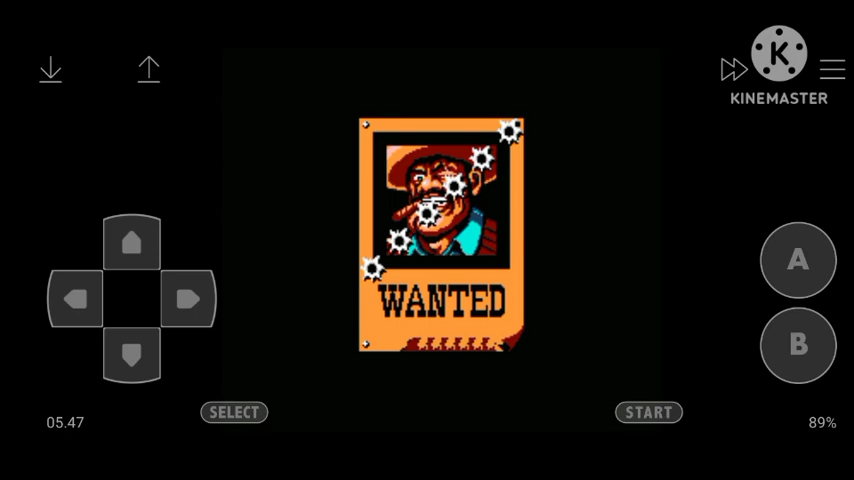 K
KINEMASTER
WANTED
A
B
SELECT
START
05.47
89%